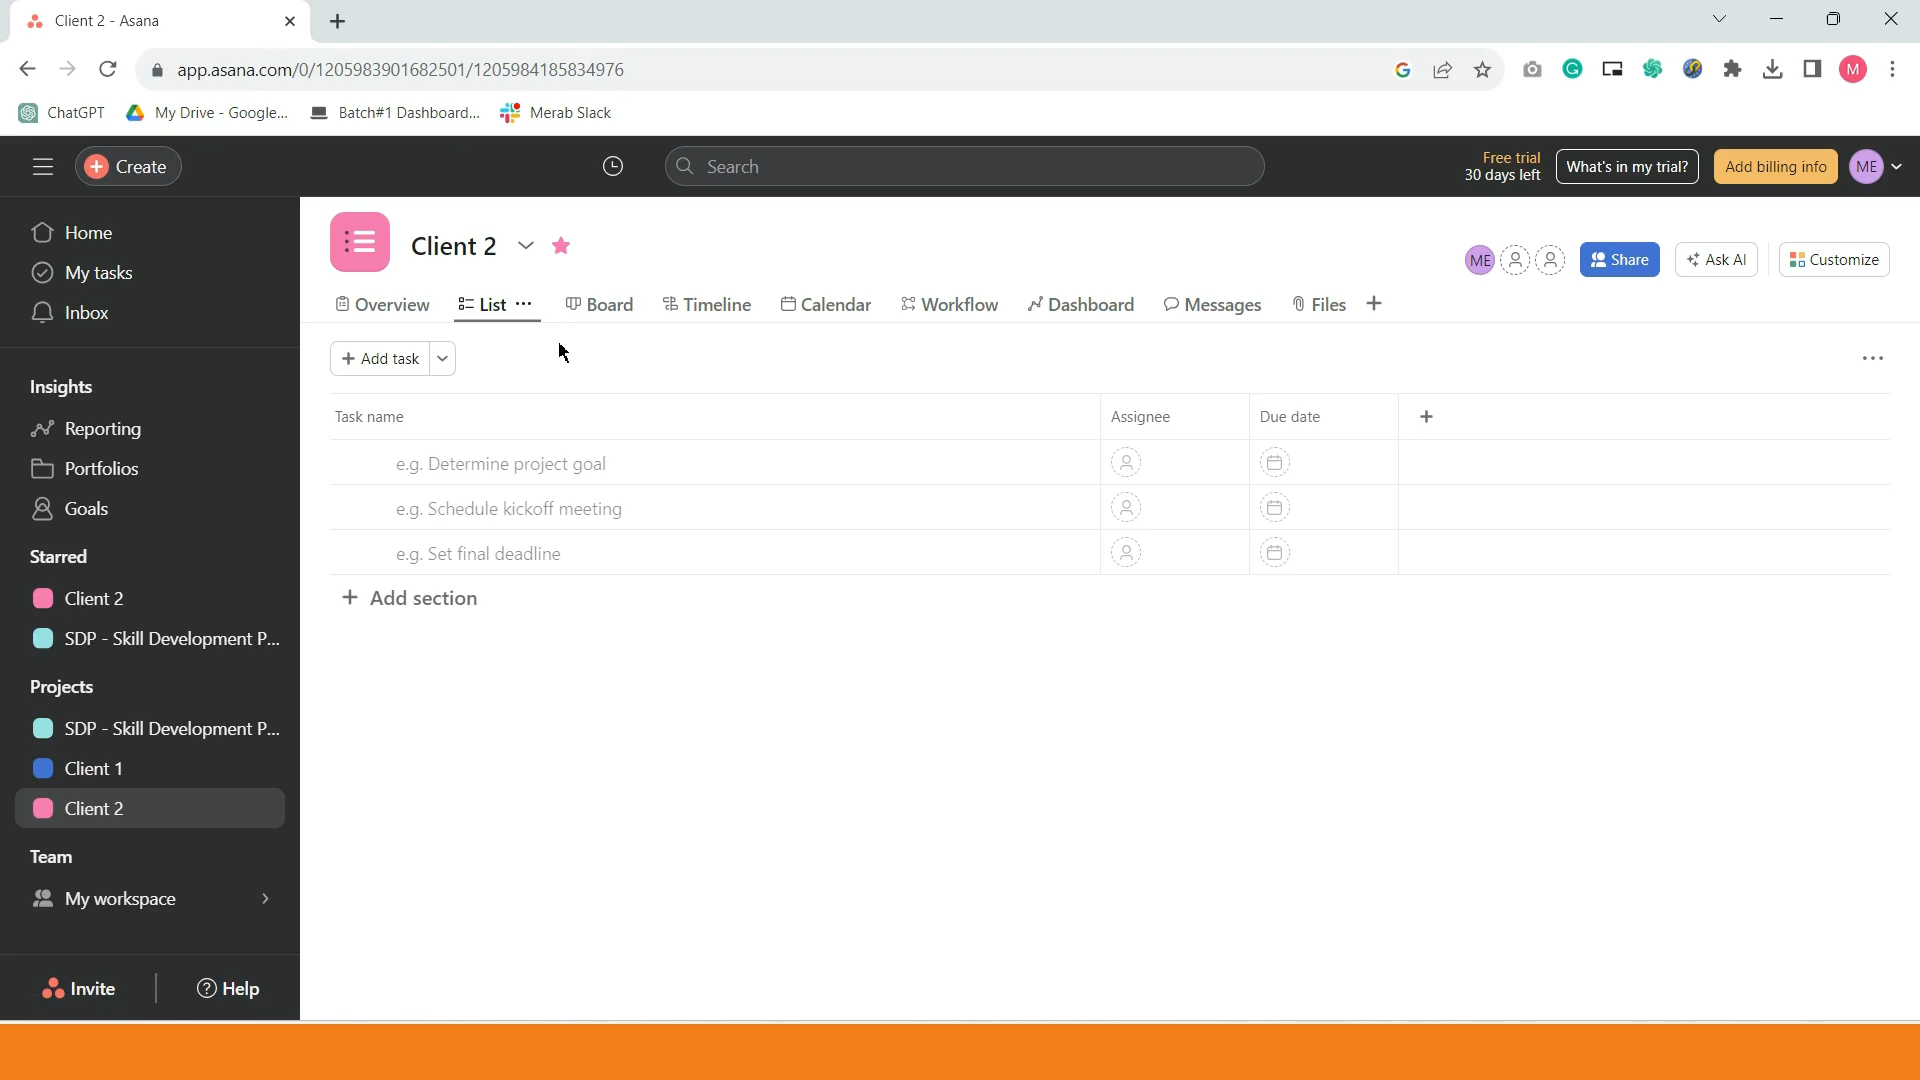 Client 2 - Asana
app.asana.com/0/1205983901682501/1205984185834976
M
ChatGPT
My Drive - Google...
Batch#1 Dashboard...
Merab Slack
Create
Search
Free trial
30 days left
What's in my trial?
Add billing info
ME
Home
My tasks
Inbox
Insights
Reporting
Portfolios
Goals
Starred
Client 2
SDP - Skill Development P...
Projects
SDP - Skill Development P...
Client 1
Client 2
Team
My workspace
Invite
Help
Client 2
ME
Share
Ask AI
Customize
Overview
List
Board
Timeline
Calendar
Workflow
Dashboard
Messages
Files
Add task
Task name
Assignee
Due date
e.g. Determine project goal
e.g. Schedule kickoff meeting
e.g. Set final deadline
Add section